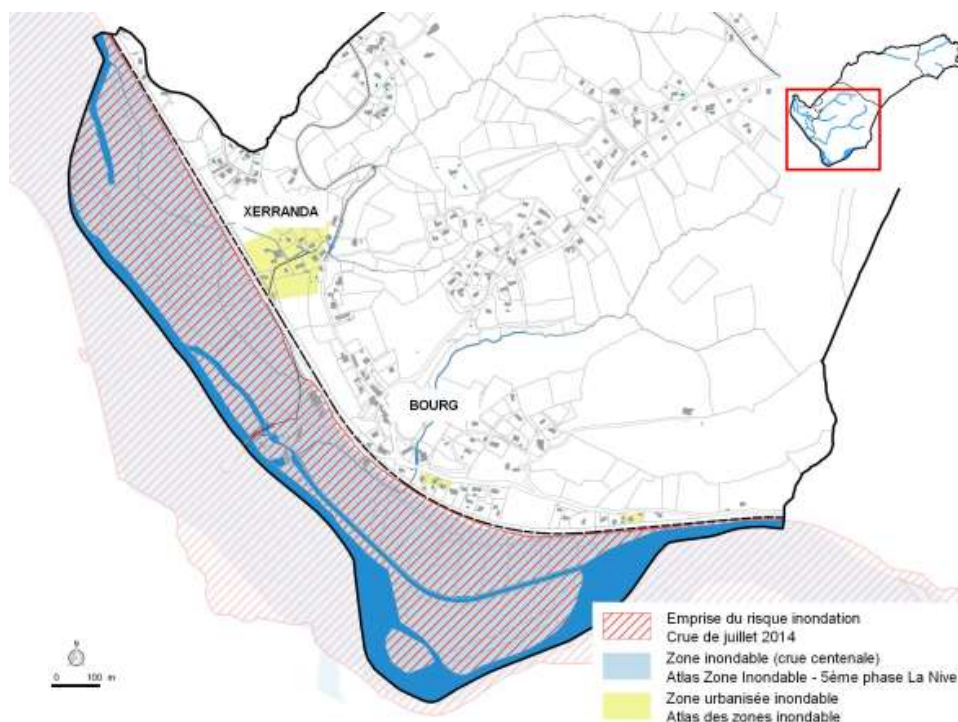 XERRANDA
BOURG
N
0 100 m
Emprise du risque inondation
Crue de juillet 2014
Zone inondable (crue centenale)
Atlas Zone Inondable - 5ème phase La Nive
Zone urbanisée inondable
Atlas des zones inondable